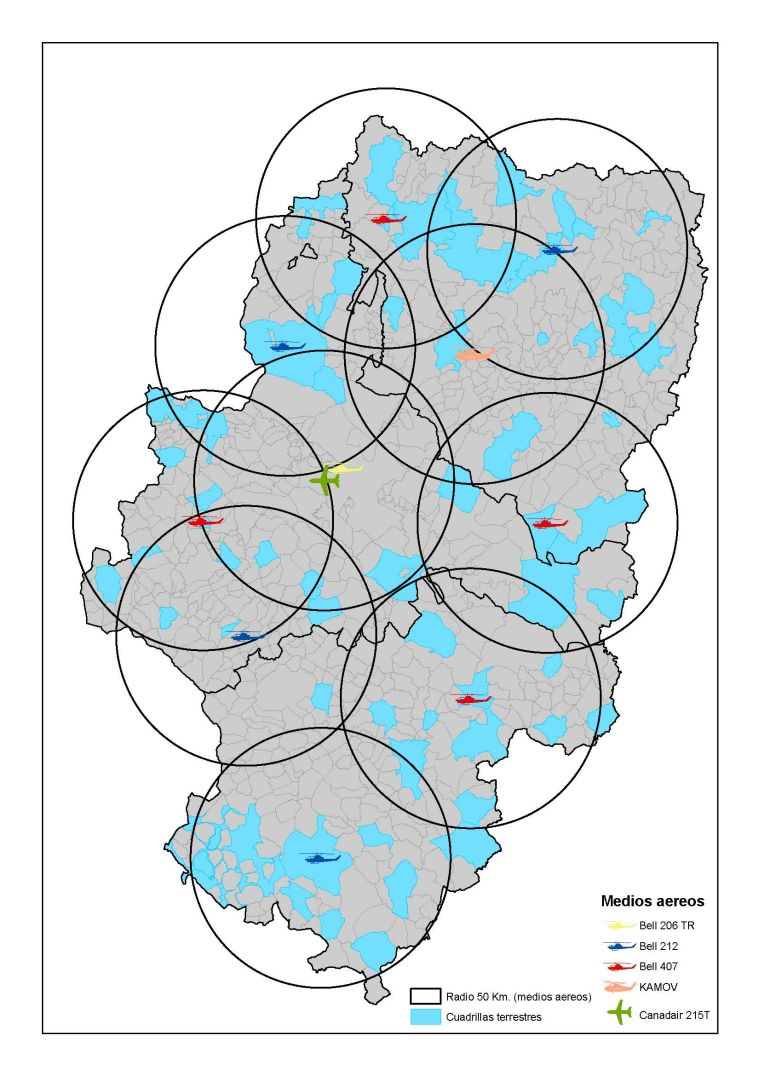 Medios aereos
Bell 206 TR
Bell 212
Bell 407
KAMOV
Radio 50 Km. (medios aereos)
Cuadrillas terrestres
Canadair 215T